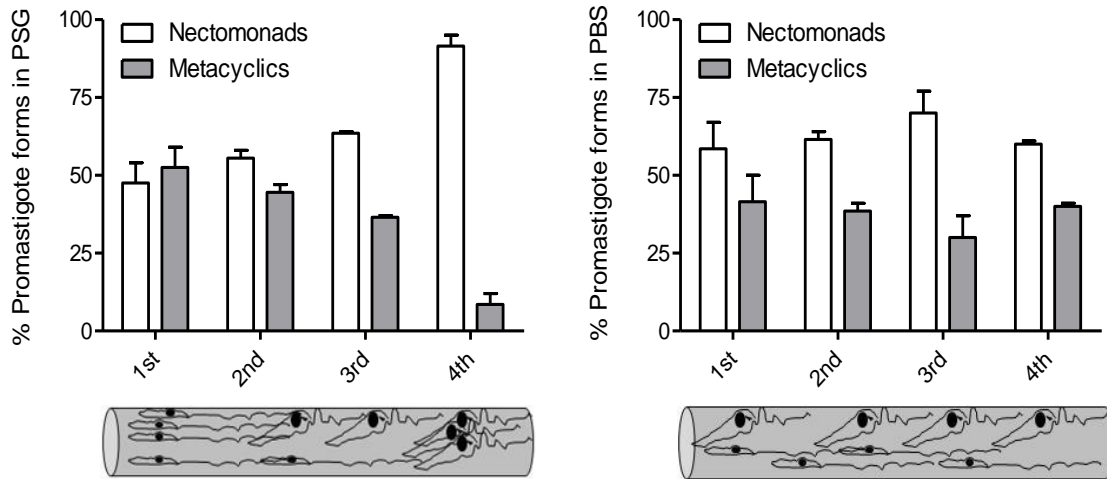 % Promastigote forms in PSG
100
75
50
25
0
Nectomonads
Metacyclics
1st
2nd
3rd
4th
% Promastigote forms in PBS
100
75
50
25
0
Nectomonads
Metacyclics
1st
2nd
3rd
4th